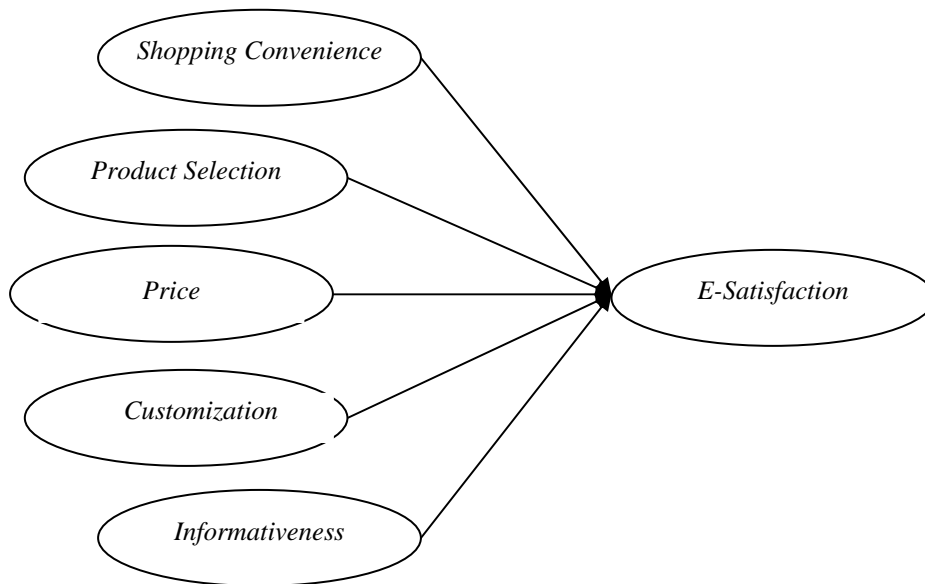 Shopping Convenience
Product Selection
Price
E-Satisfaction
Customization
Informativeness